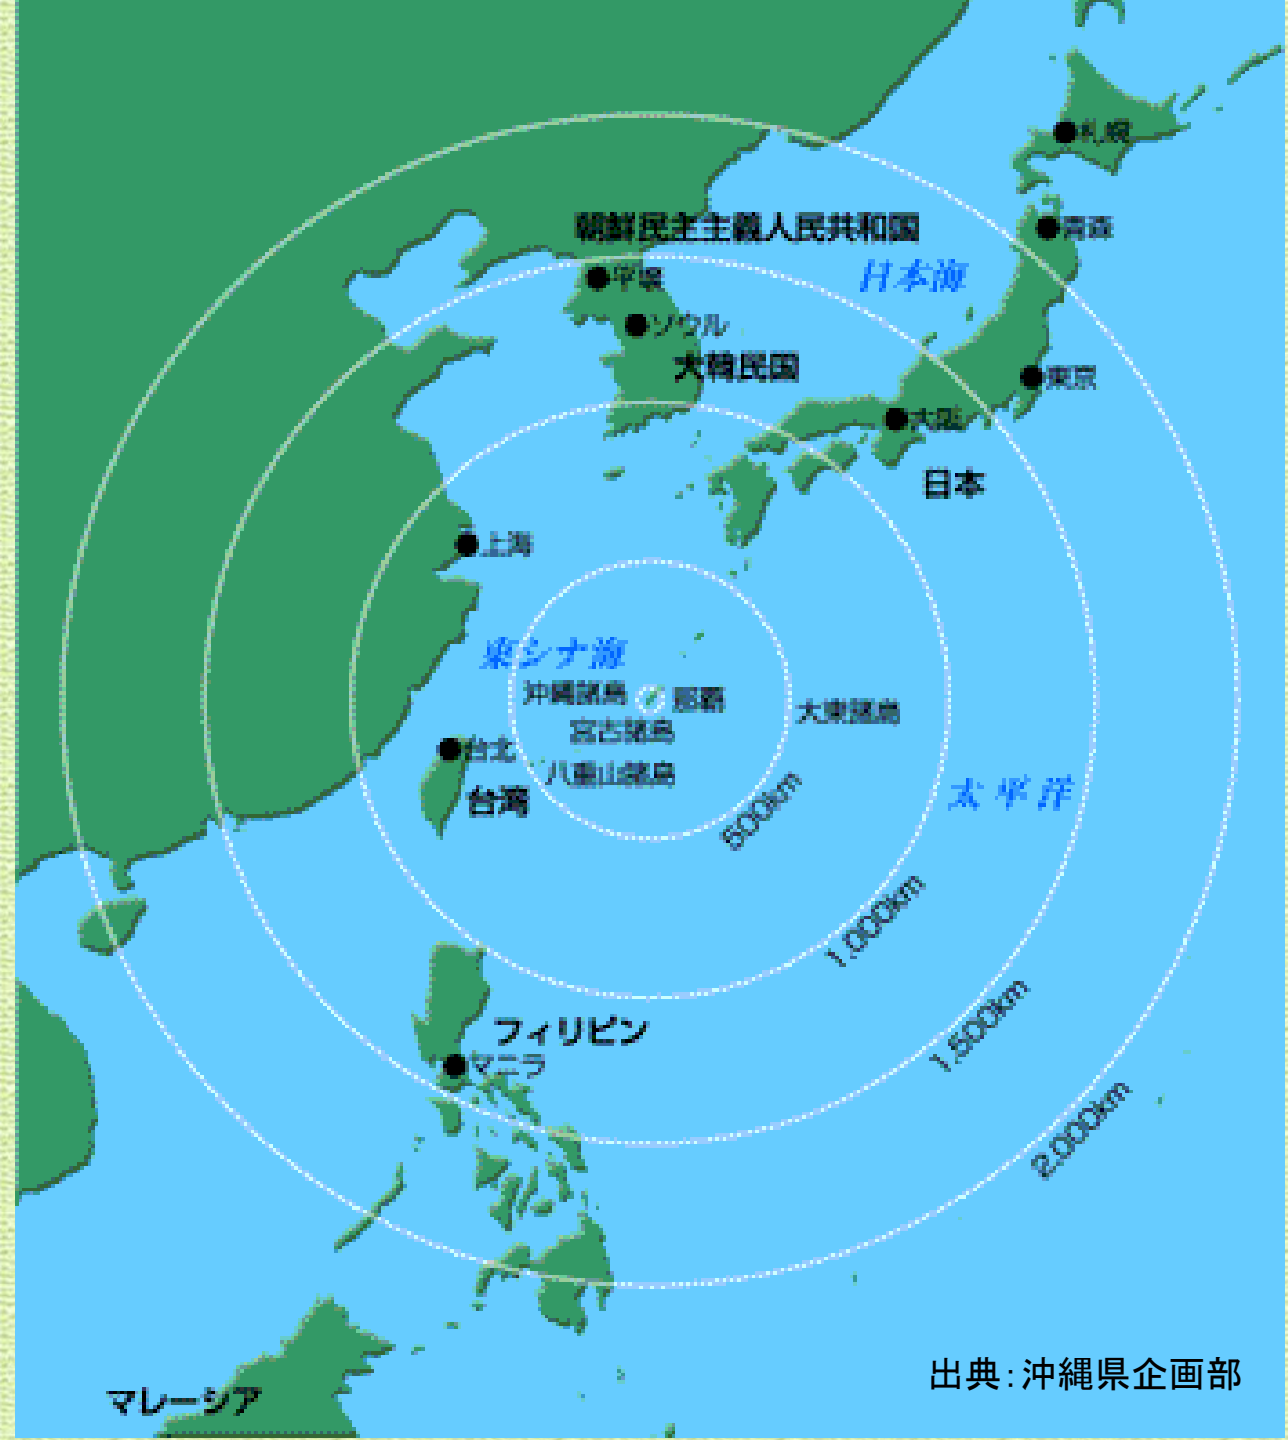 札幌
青森
朝鮮民主主義人民共和国
日本海
平壌
ソウル
大韓民国
東京
大阪
日本
上海
東シナ海
沖縄諸島
那覇
大東諸島
宮古諸島
台北
八重山諸島
台湾
太平洋
500km
1,000km
1,500km
フィリピン
マニラ
2,000km
出典：沖縄県企画部
マレーシア